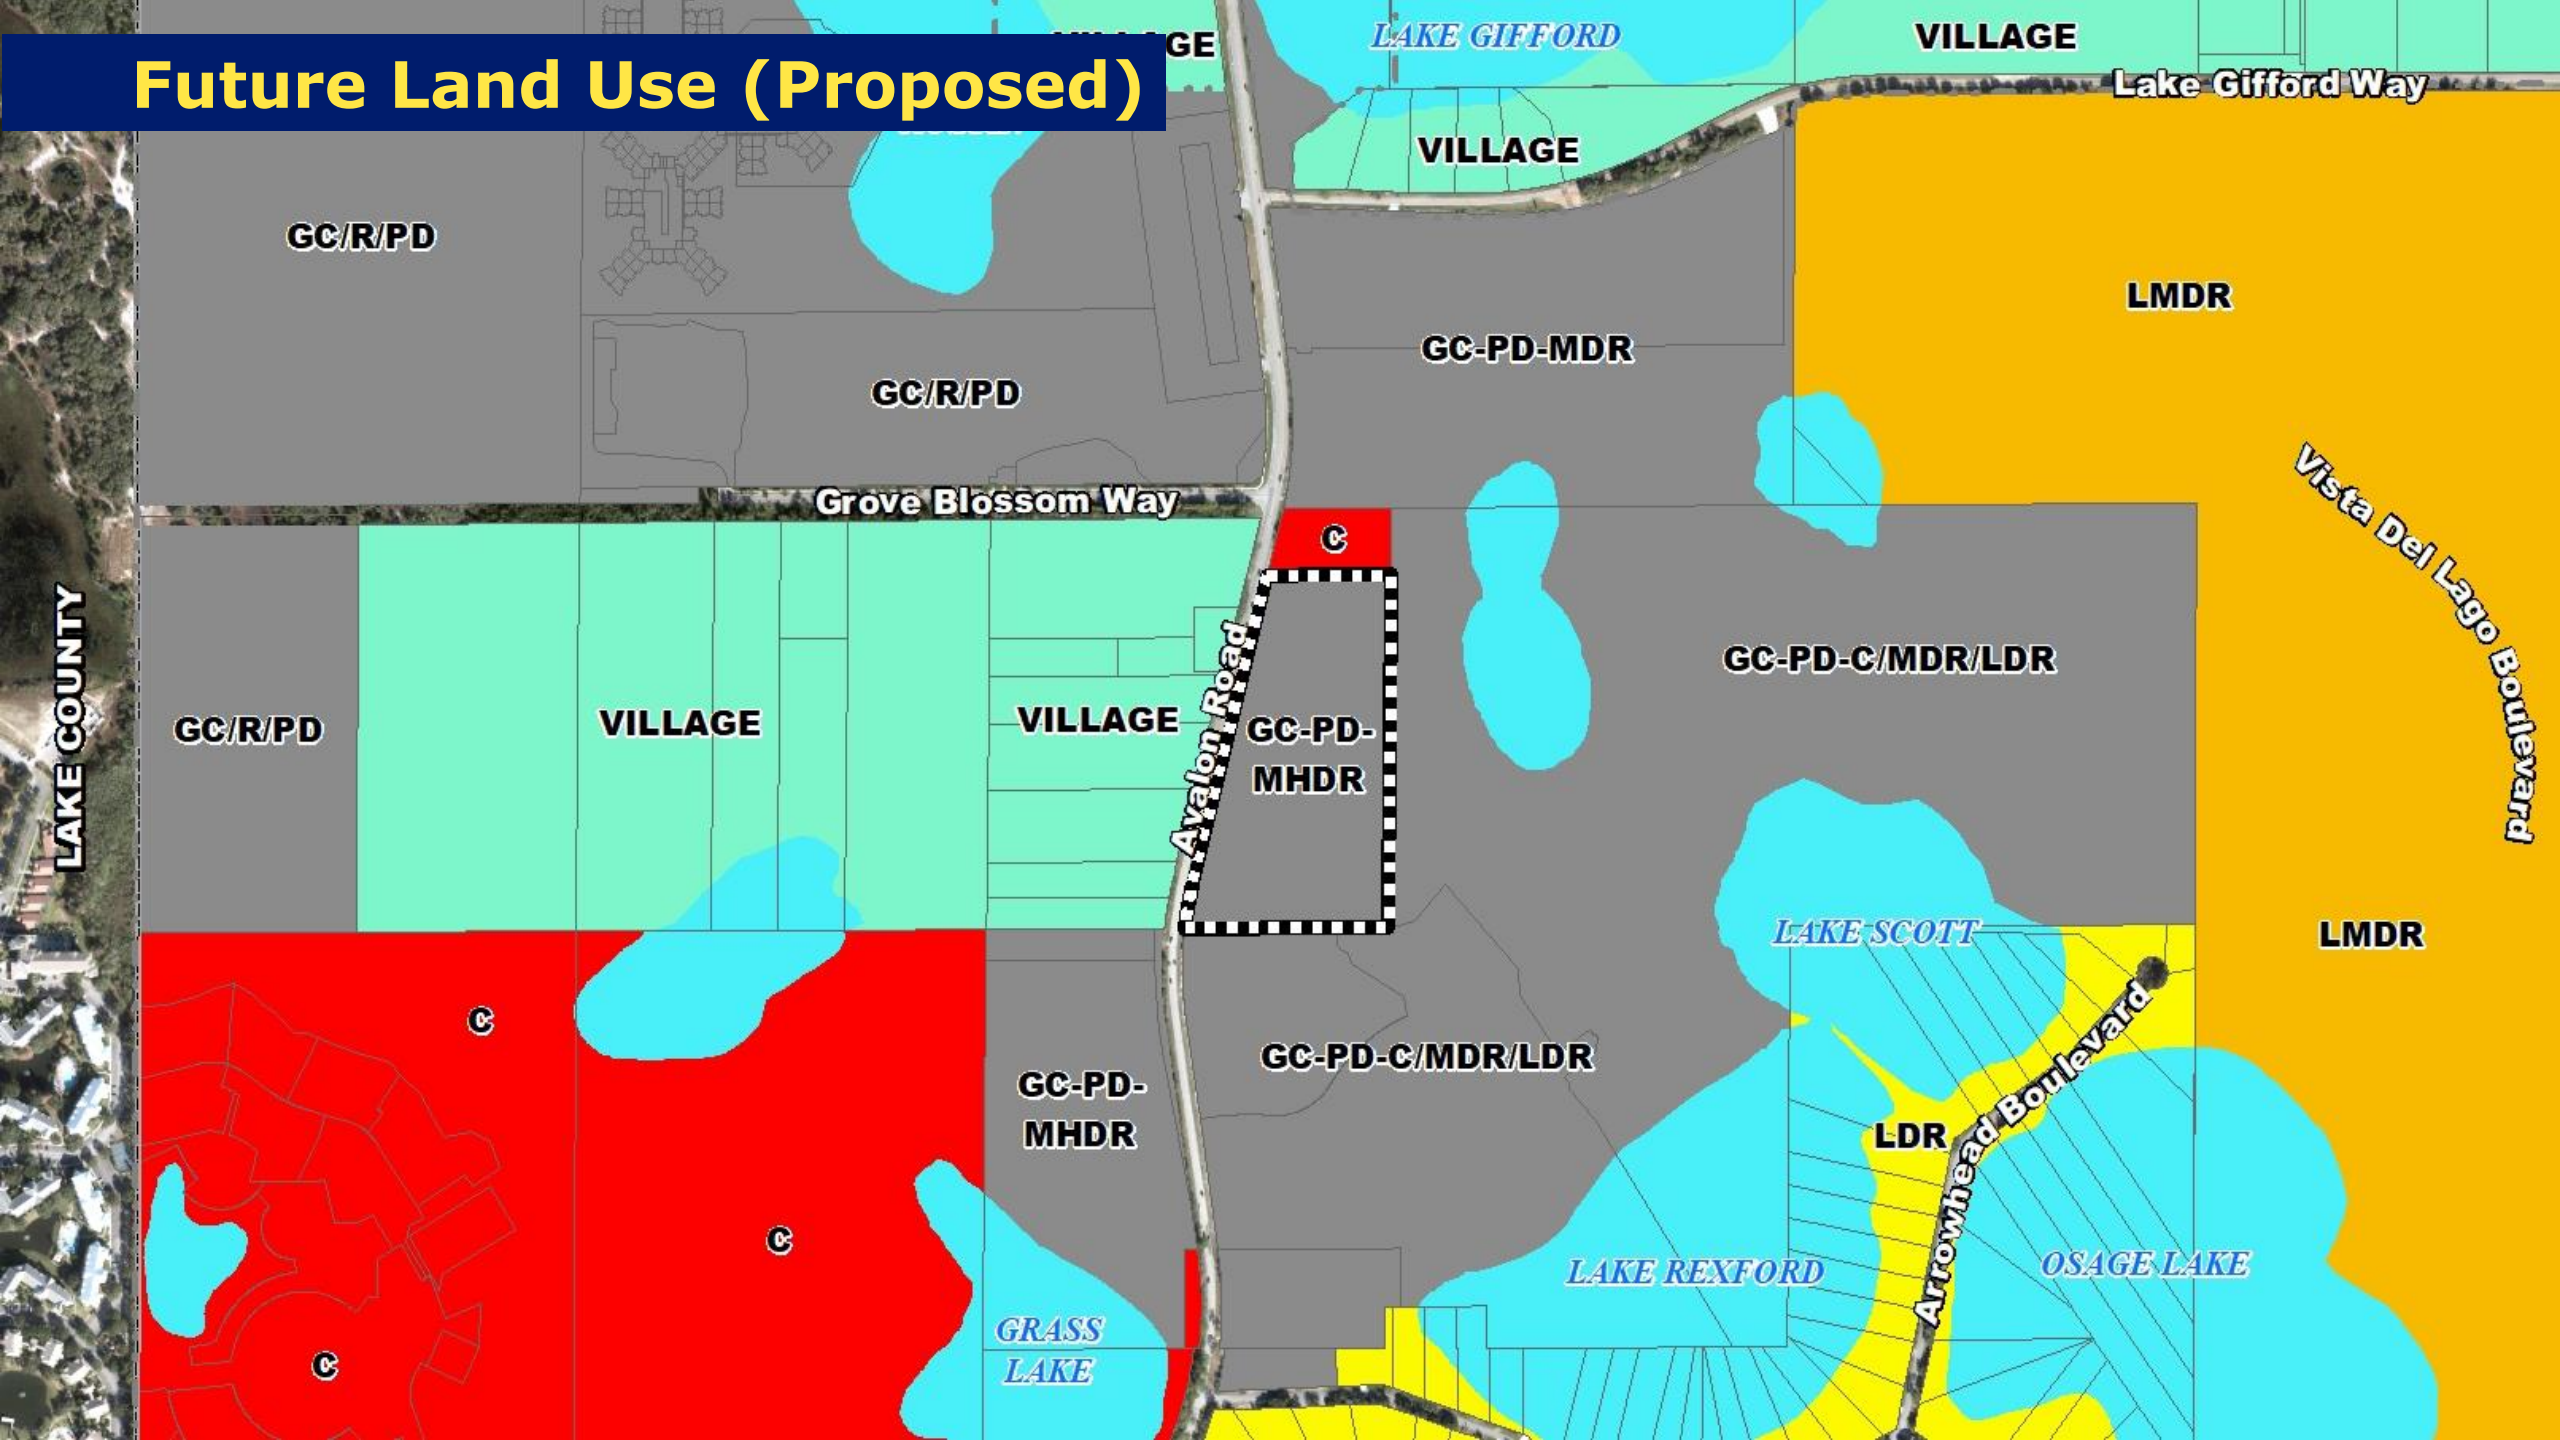 LAKE GIFFORD
VILLAGE
Future Land Use (Proposed)
Lake Gifford Way
VILLAGE
GC/R/PD
LMDR
GC-PD-MDR
GC/R/PD
Grove Blossom Way
C
Vista Del Lago Boulevard
LAKE COUNTY
Avalon Road
GC-PD-C/MDR/LDR
GC/R/PD
VILLAGE
VILLAGE
GC-PD-
MHDR
LAKE SCOTT
LMDR
C
GC-PD-C/MDR/LDR
GC-PD-
MHDR
LDR
Arrowhead Boulevard
C
LAKE REXFORD
OSAGE LAKE
GRASS
LAKE
C